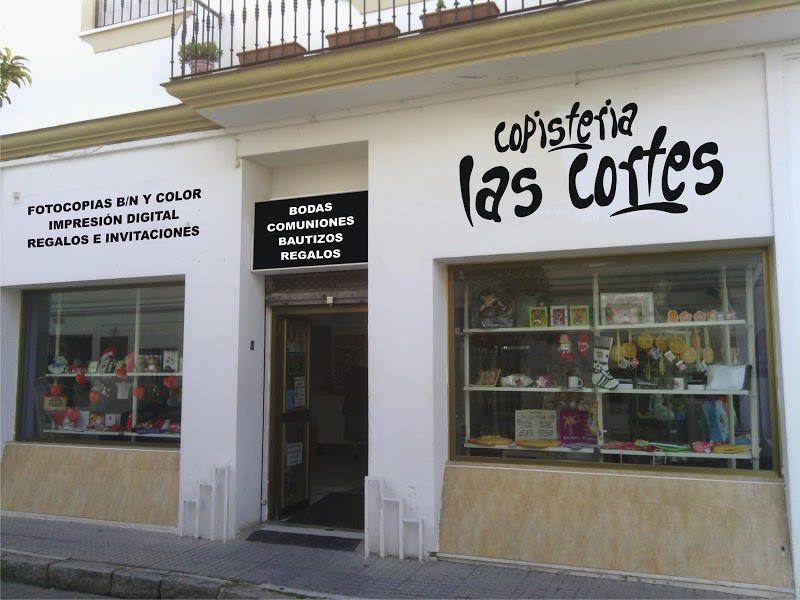 FOTOCOPIAS B/N Y COLOR
IMPRESIÓN DIGITAL
REGALOS E INVITACIONES
BODAS
COMUNIONES
BAUTIZOS
REGALOS
copisteria
las cortes